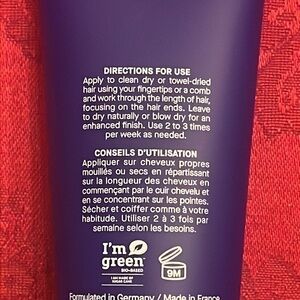 DIRECTIONS FOR USE
Apply to clean dry or towel-dried
hair using your fingertips or a comb
and work through the length of hair,
focusing on the hair ends. Leave
to dry naturally or blow dry for an
enhanced finish. Use 2 to 3 times
per week as needed.
CONSEILS D'UTILISATION
Appliquer sur cheveux propres
mouillés ou secs en répartissant
sur la longueur des cheveux en
commençant par le cuir chevelu et
en se concentrant sur les pointes.
Sécher et coiffer comme à votre
habitude. Utiliser 2 à 3 fois par
semaine selon les besoins.
I'm
green
BIO-BASED
I AM MADE OF
SUGAR CANE
9M
Formulated in Germany / Made in France